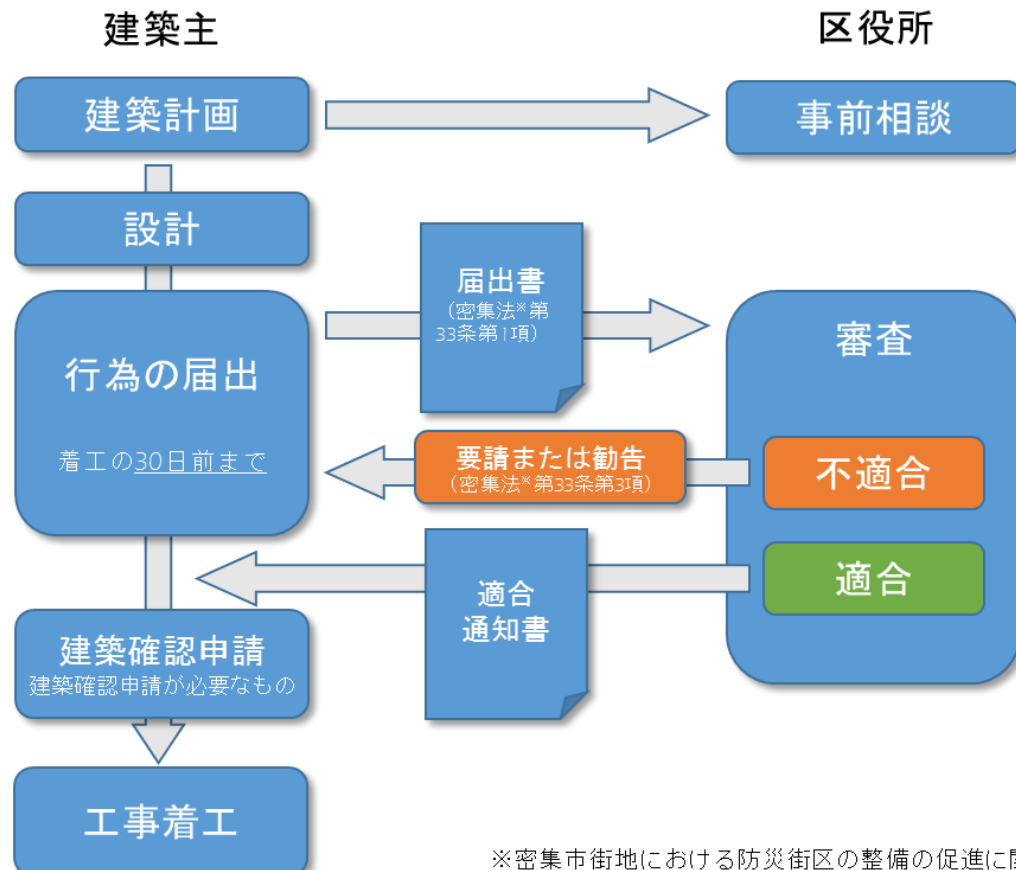 建築主
区役所
建築計画
事前相談
設計
届出書
(密集法※第
33条第1項)
行為の届出
着工の30日前まで
審査
要請または勧告
(密集法※第33条第3項)
不適合
適合
適合
通知書
建築確認申請
建築確認申請が必要なもの
工事着工
※密集市街地における防災街区の整備の促進に